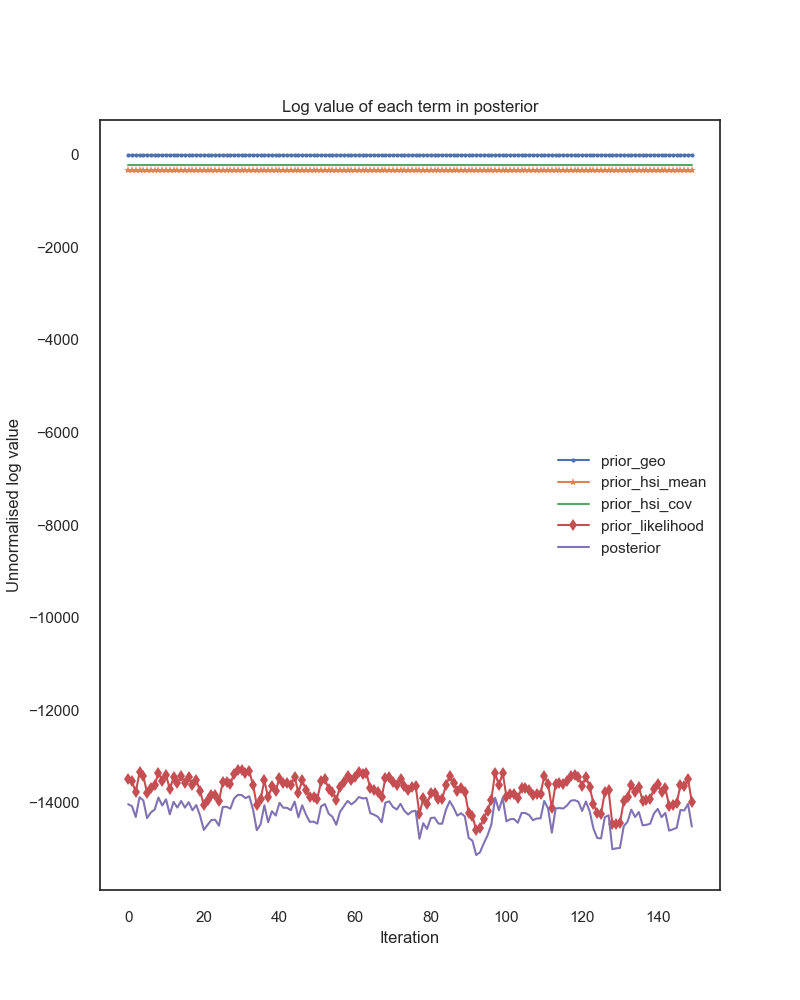 Log value of each term in posterior
Unnormalised log value
0
−2000
−4000
−6000
−8000
−10000
−12000
−14000
prior_geo
prior_hsi_mean
prior_hsi_cov
prior_likelihood
posterior
0 20 40 60 80 100 120 140
Iteration